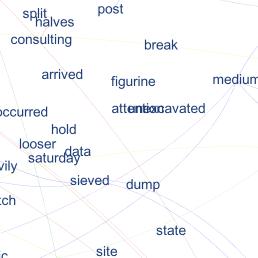 split
post
halves
consulting
break
arrived
figurine
medium
occurred
attention
unexcavated
hold
looser
data
saturday
vily
sieved
dump
tch
state
site